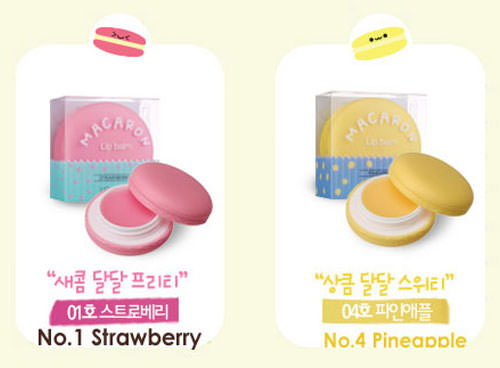 MACARON
Lip balm
"새콤 달달 프리티"
01호 스트로베리
No.1 Strawberry
MACARON
Lip balm
"상큼 달달 스위티"
04호 파인애플
No.4 Pineapple